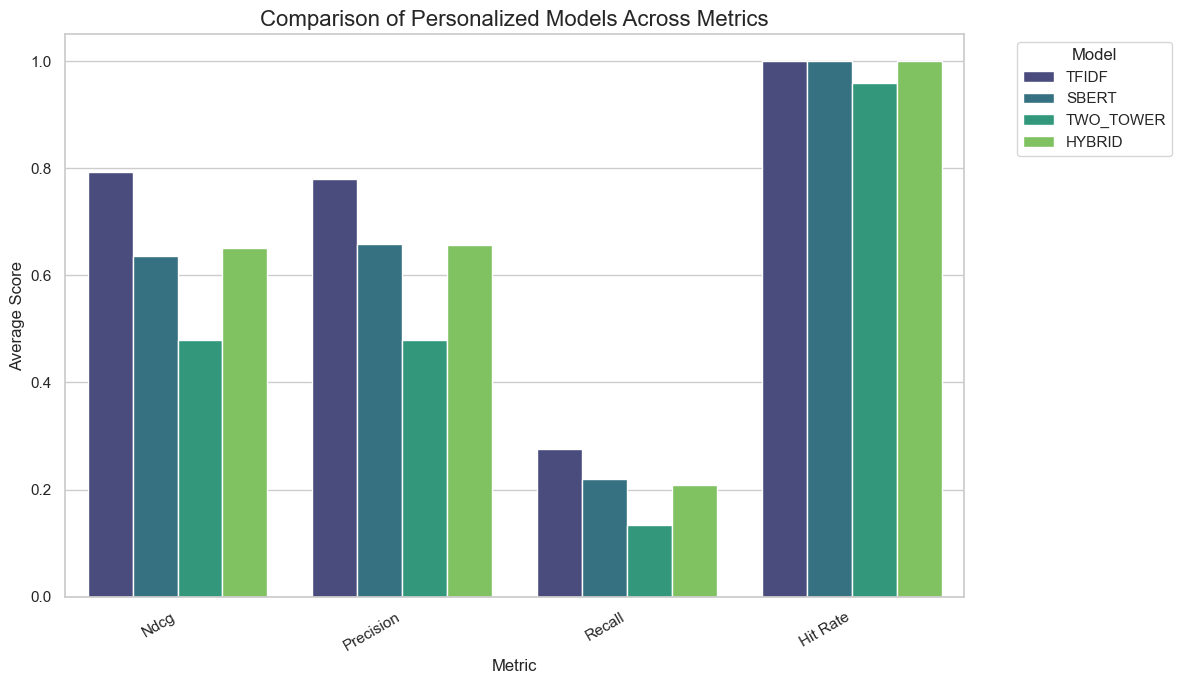 Comparison of Personalized Models Across Metrics
Average Score
1.0
0.8
0.6
0.4
0.2
0.0
Ndcg
Precision
Recall
Hit Rate
Metric
Model
TFIDF
SBERT
TWO_TOWER
HYBRID